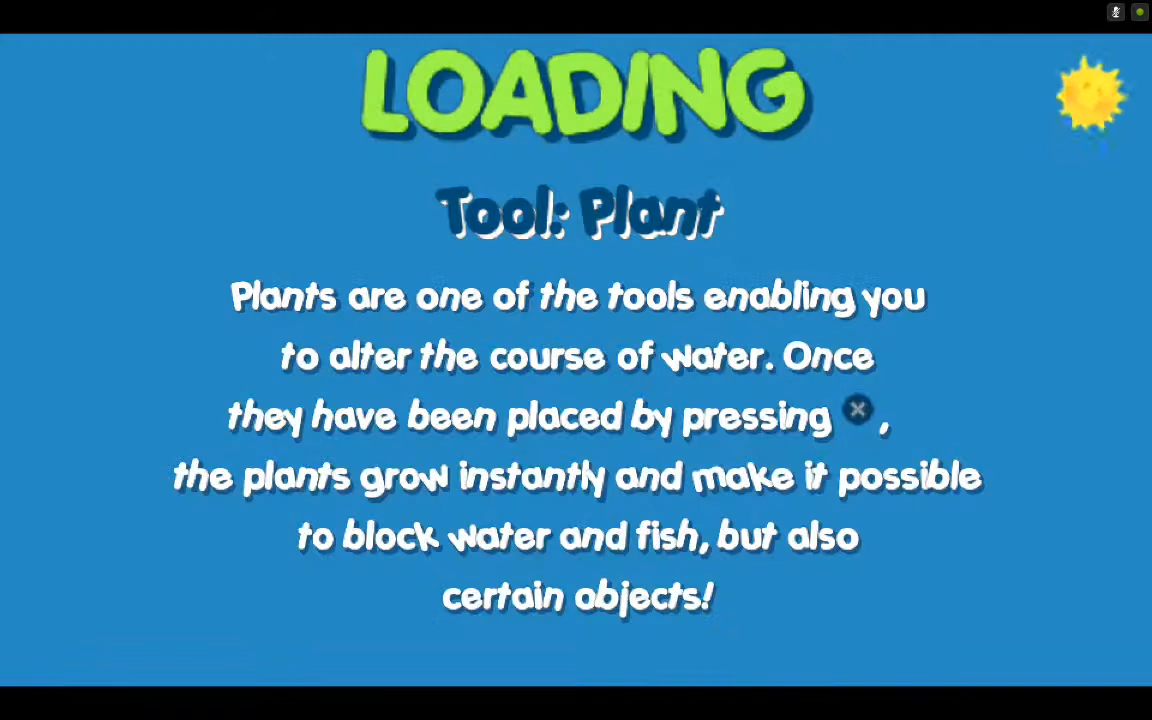 LOADING
Tool: Plant
Plants are one of the tools enabling you
to alter the course of water. Once
they have been placed by pressing ,
the plants grow instantly and make it possible
to block water and fish, but also
certain objects!